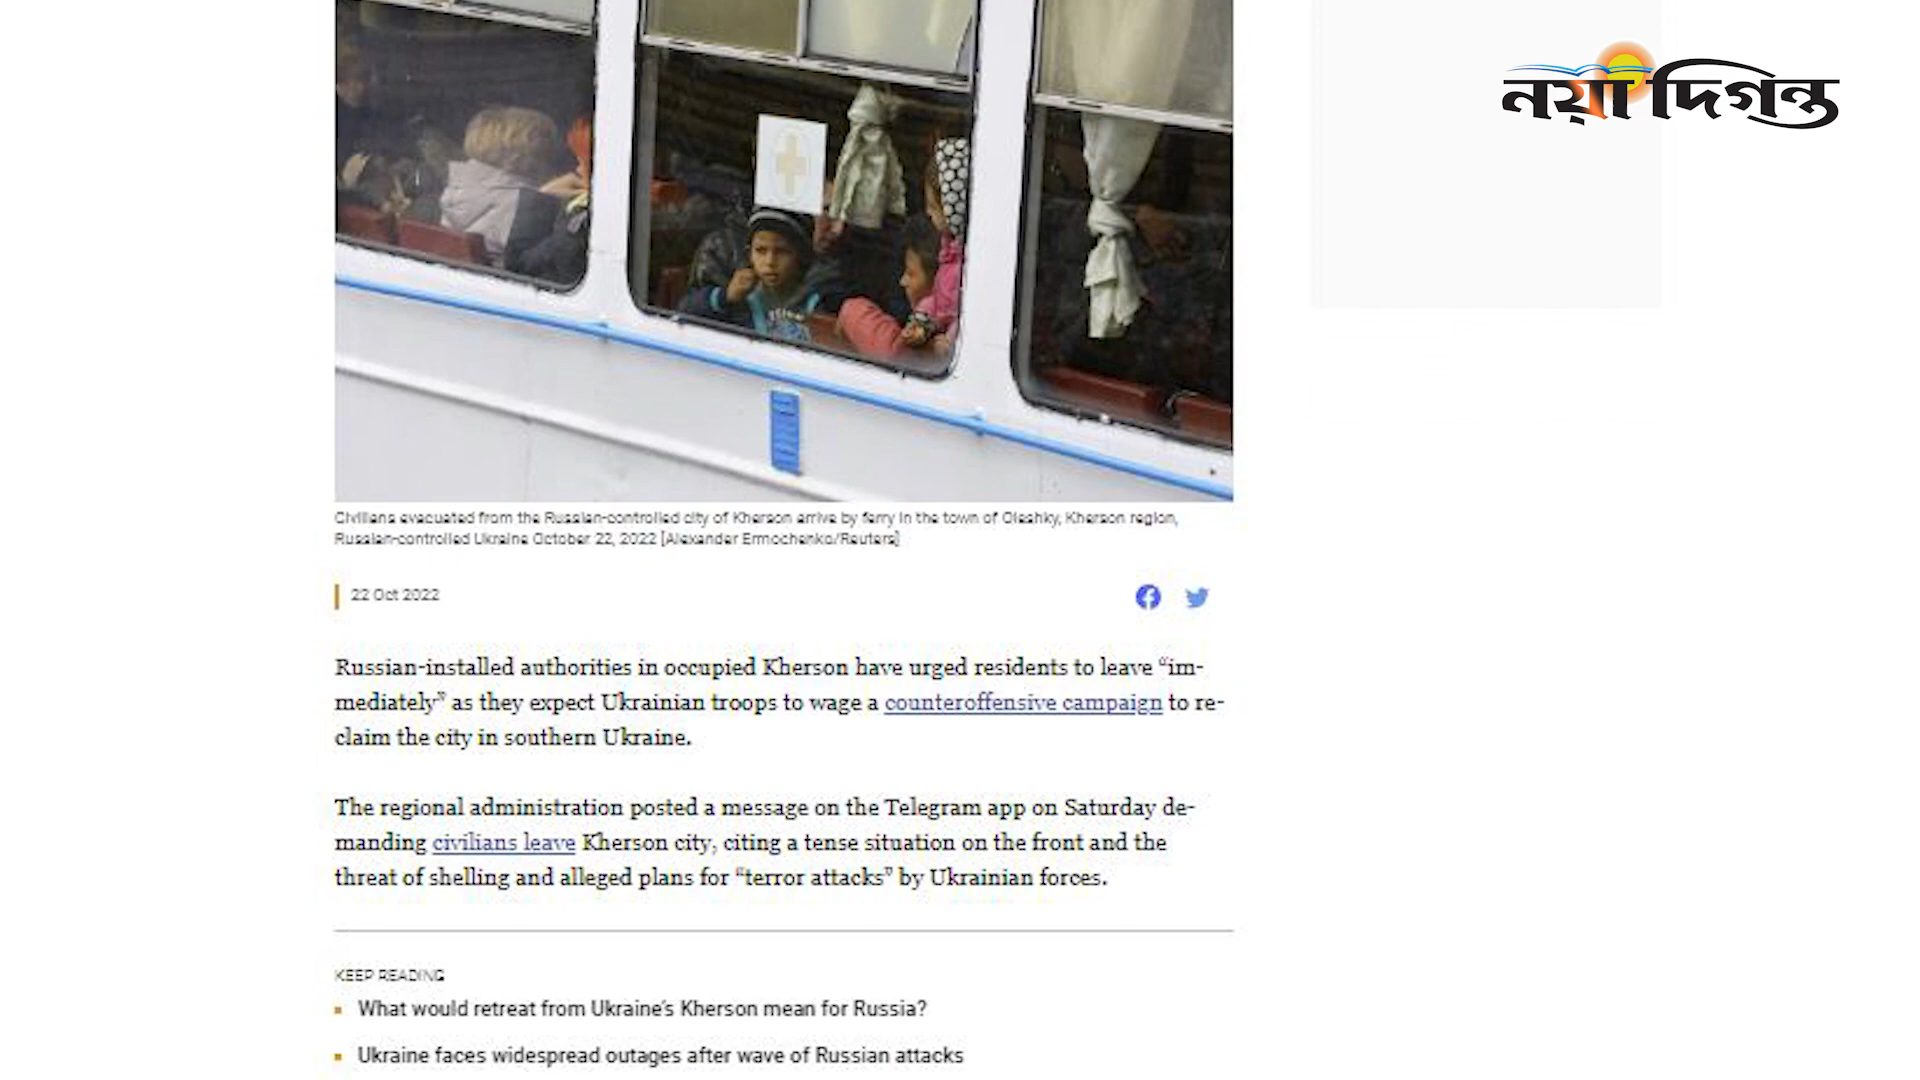 নয়া দিগন্ত
Civilians evacuated from the Russian-controlled city of Kherson arrive by ferry in the town of Oleshky, Kherson region,
Russian-controlled Ukraine October 22, 2022 [Alexander Ermochenko/Reuters]
22 Oct 2022
Russian-installed authorities in occupied Kherson have urged residents to leave “im-
mediately” as they expect Ukrainian troops to wage a counteroffensive campaign to re-
claim the city in southern Ukraine.
The regional administration posted a message on the Telegram app on Saturday de-
manding civilians leave Kherson city, citing a tense situation on the front and the
threat of shelling and alleged plans for “terror attacks” by Ukrainian forces.
KEEP READING
What would retreat from Ukraine’s Kherson mean for Russia?
Ukraine faces widespread outages after wave of Russian attacks